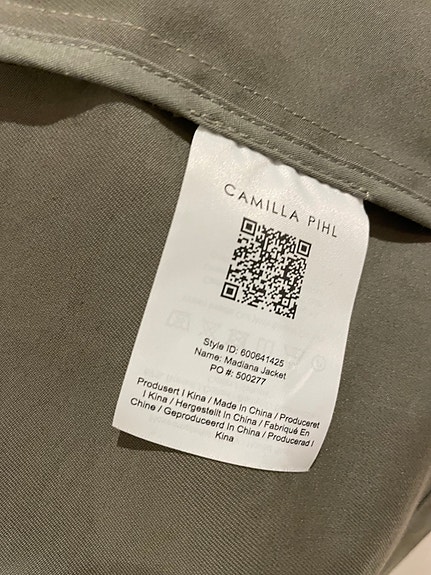 CAMILLA PIHL
Style ID: 600641425
Name: Madiana Jacket
PO #: 500277
Produsert I Kina / Made In China / Produceret
I Kina / Hergestellt In China / Fabriqué En
Chine / Geproduceerd In China / Producerad I
Kina